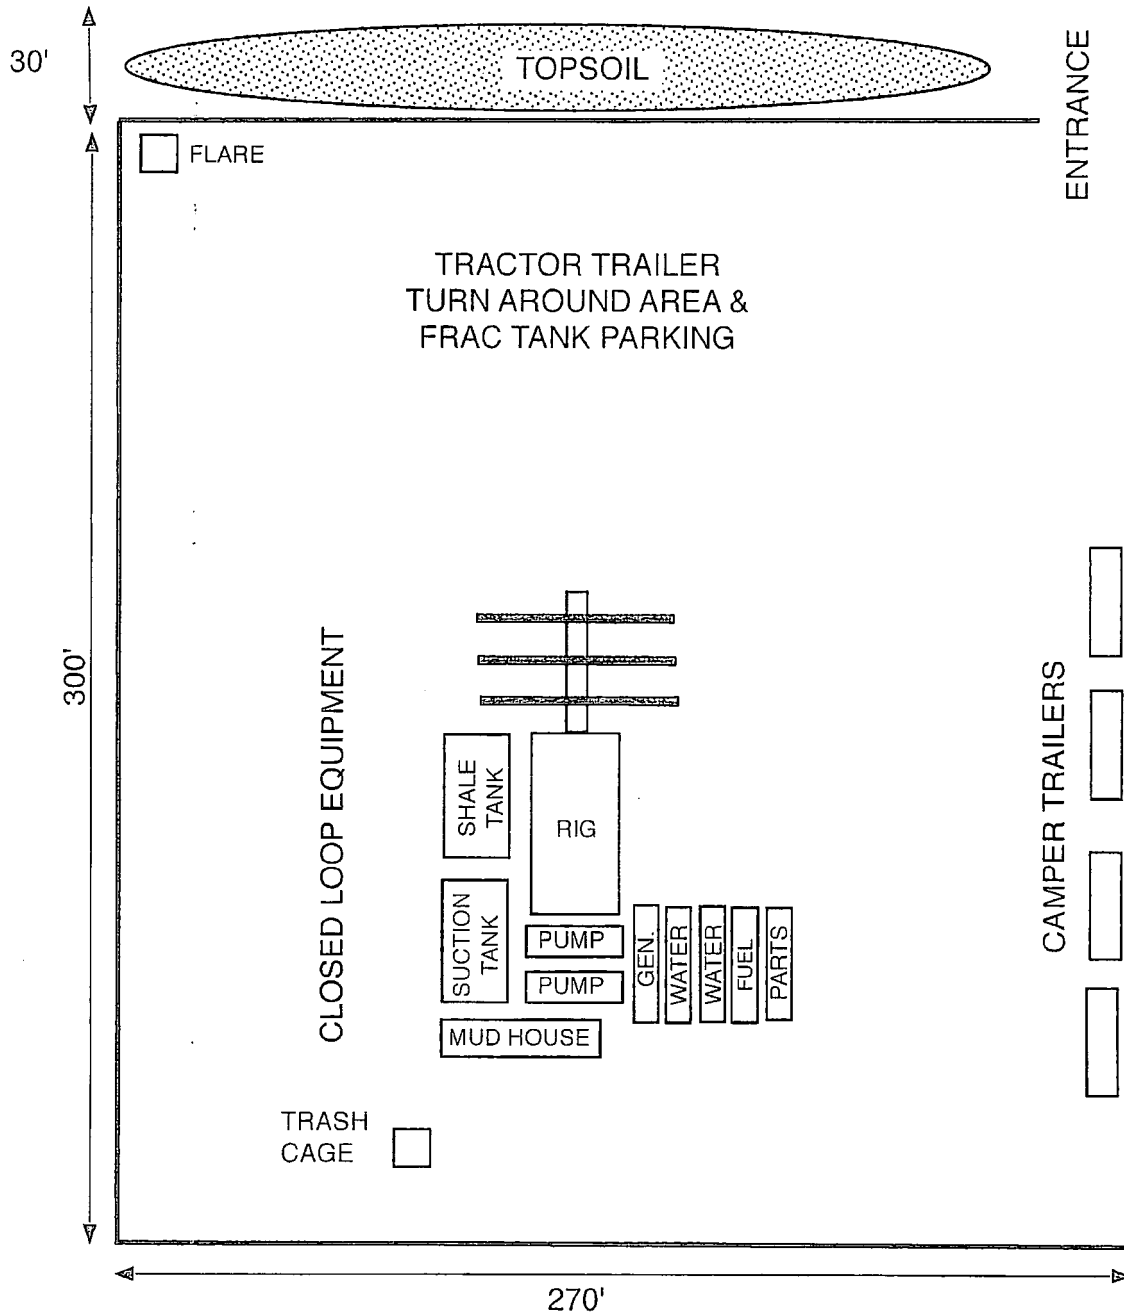 30'
TOPSOIL
ENTRANCE
FLARE
TRACTOR TRAILER
TURN AROUND AREA &
FRAC TANK PARKING
300'
CLOSED LOOP EQUIPMENT
SHALE
TANK
RIG
CAMPER TRAILERS
SUCTION
TANK
PUMP
PUMP
GEN.
WATER
WATER
FUEL
PARTS
MUD HOUSE
TRASH
CAGE
270'